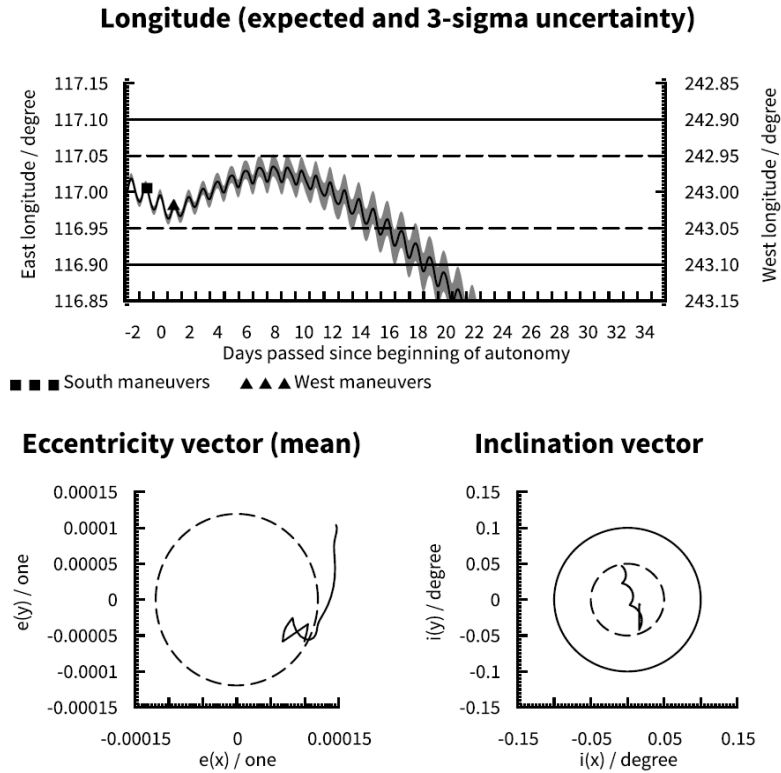 Longitude (expected and 3-sigma uncertainty)
East longitude / degree
117.15
117.10
117.05
117.00
116.95
116.90
116.85
242.85
242.90
242.95
243.00
243.05
243.10
243.15
West longitude / degree
-2 0 2 4 6 8 10 12 14 16 18 20 22 24 26 28 30 32 34
Days passed since beginning of autonomy
South maneuvers West maneuvers
Eccentricity vector (mean)
e(y) / one
0.00015
0.0001
0.00005
0
-0.00005
-0.0001
-0.00015
-0.00015 0 0.00015
e(x) / one
Inclination vector
i(y) / degree
0.15
0.1
0.05
0
-0.05
-0.1
-0.15
-0.15 -0.05 0.05 0.15
i(x) / degree